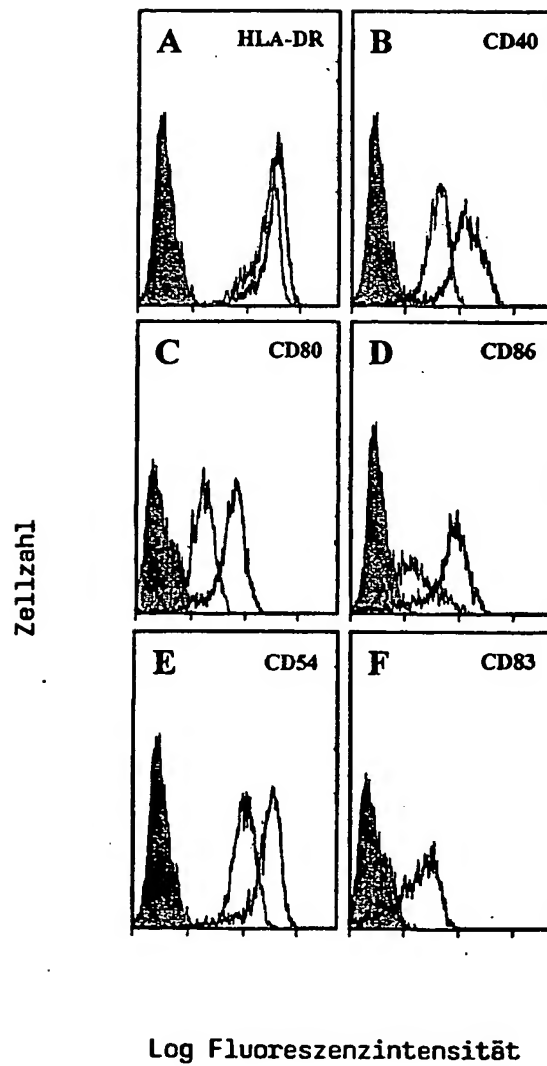 A HLA-DR
B CD40
C CD80
D CD86
E CD54
F CD83
Zellzahl
Log Fluoreszenzintensität